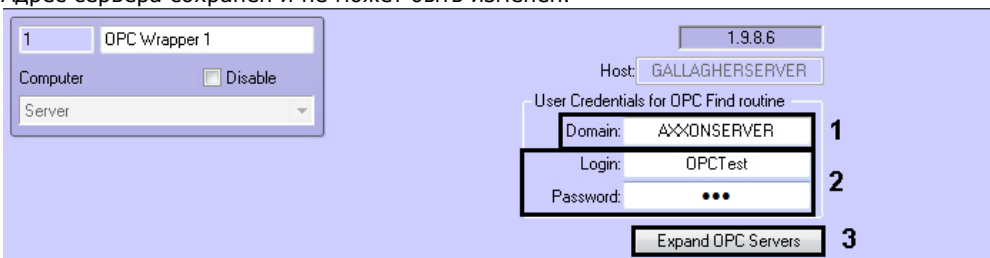 Адрес сервера сохранен и не может быть изменен.
1 OPC Wrapper 1
Computer Disable
Server
1.9.8.6
Host: GALLAGHERSERVER
User Credentials for OPC Find routine
Domain: AXXONSERVER 1
Login: OPCTest
Password: ••• 2
Expand OPC Servers 3